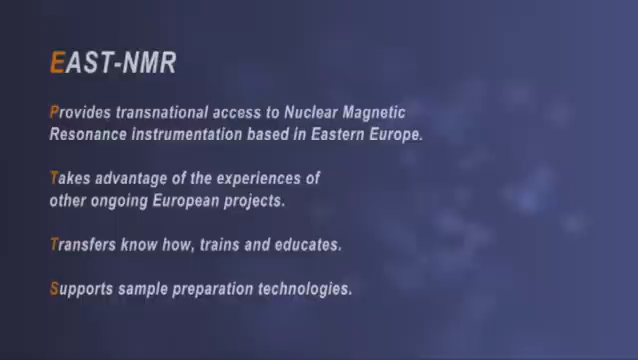 EAST-NMR
Provides transnational access to Nuclear Magnetic
Resonance instrumentation based in Eastern Europe.
Takes advantage of the experiences of
other ongoing European projects.
Transfers know how, trains and educates.
Supports sample preparation technologies.